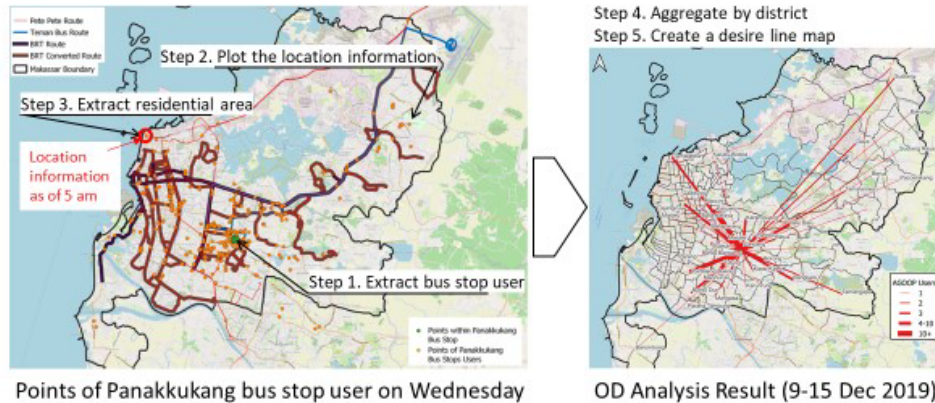 Pete Pete Route
Teman Bus Route
BRT Route
BRT Converted Route
Makassar Boundary
Step 2. Plot the location information
Step 3. Extract residential area
Location
information
as of 5 am
Step 1. Extract bus stop user
Points within Panakkukang
Bus Stop
Points of Panakkukang
Bus Stops Users
Points of Panakkukang bus stop user on Wednesday
Step 4. Aggregate by district
Step 5. Create a desire line map
AGOOP Users
1
2
3
4-10
10+
OD Analysis Result (9-15 Dec 2019)